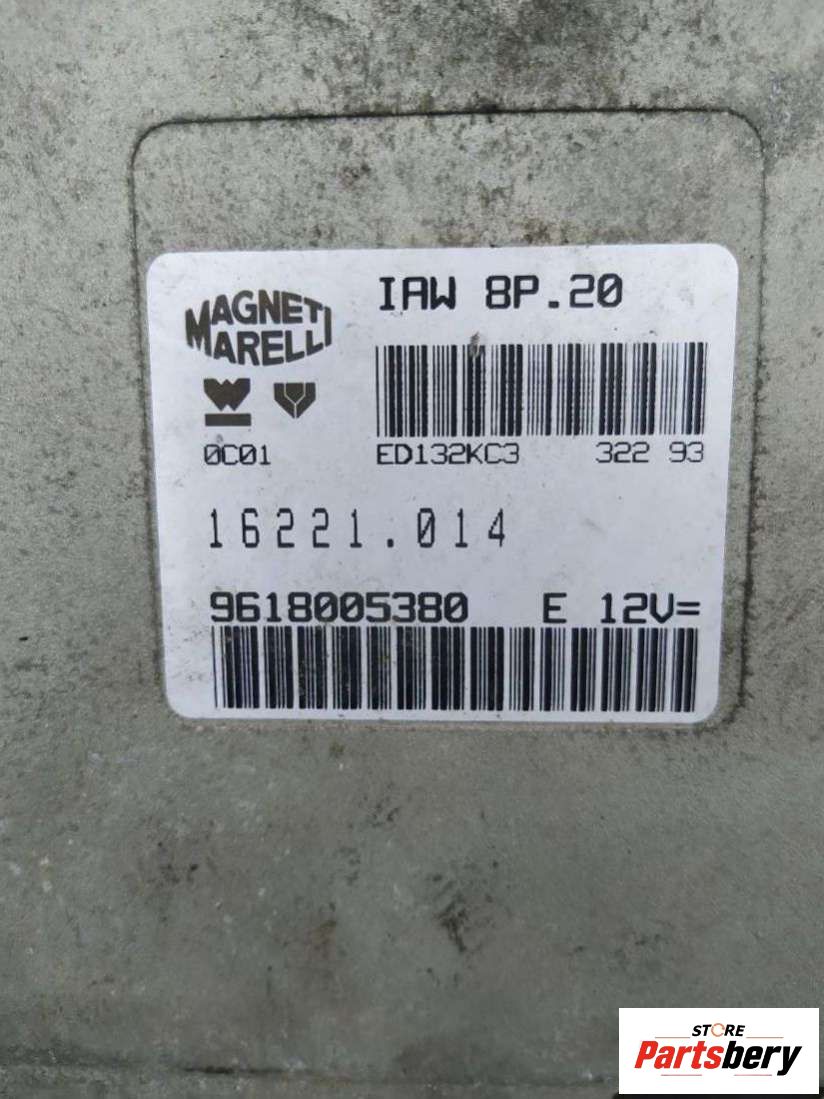 IAW 8P.20
MAGNETI
MARELLI
0C01 ED132KC3 322 93
16221.014
9618005380 E 12V=
STORE
Partsbery